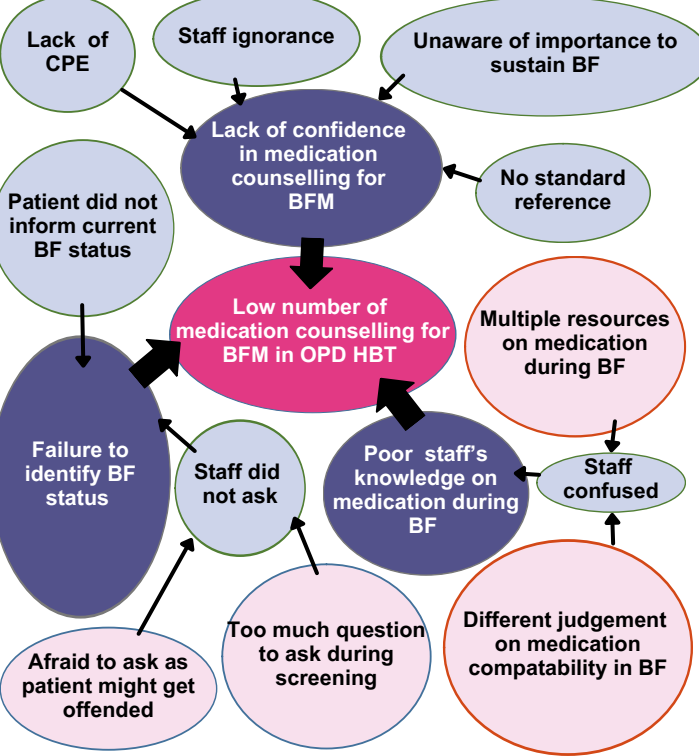 Lack of
CPE
Staff ignorance
Unaware of importance to
sustain BF
Lack of confidence
in medication
counselling for
BFM
No standard
reference
Patient did not
inform current
BF status
Low number of
medication counselling for
BFM in OPD HBT
Multiple resources
on medication
during BF
Failure to
identify BF
status
Staff did
not ask
Poor staff's
knowledge on
medication during
BF
Staff
confused
Afraid to ask as
patient might get
offended
Too much question
to ask during
screening
Different judgement
on medication
compatability in BF